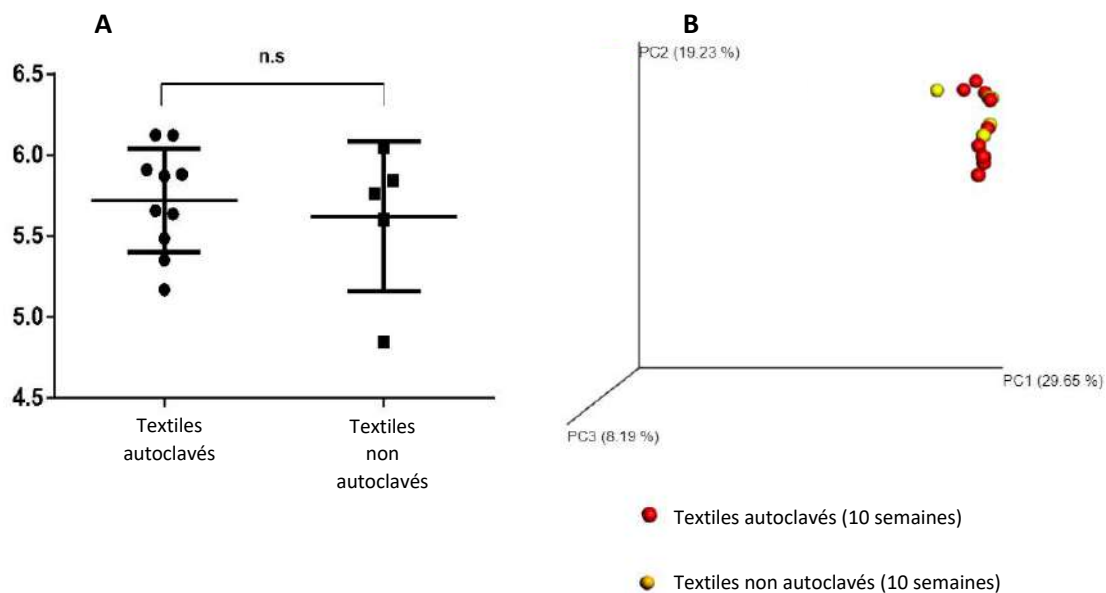 A
n.s
6.5
6.0
5.5
5.0
4.5
Textiles
autoclavés
Textiles
non
autoclavés
B
PC2 (19.23 %)
PC1 (29.65 %)
PC3 (8.19 %)
Textiles autoclavés (10 semaines)
Textiles non autoclavés (10 semaines)